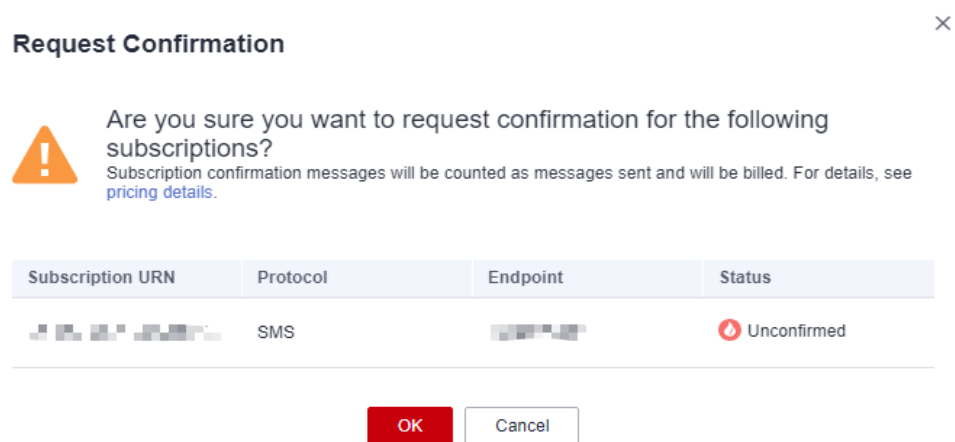 Request Confirmation
Are you sure you want to request confirmation for the following
subscriptions?
Subscription confirmation messages will be counted as messages sent and will be billed. For details, see
pricing details.
Subscription URN Protocol Endpoint Status
SMS Unconfirmed
OK Cancel